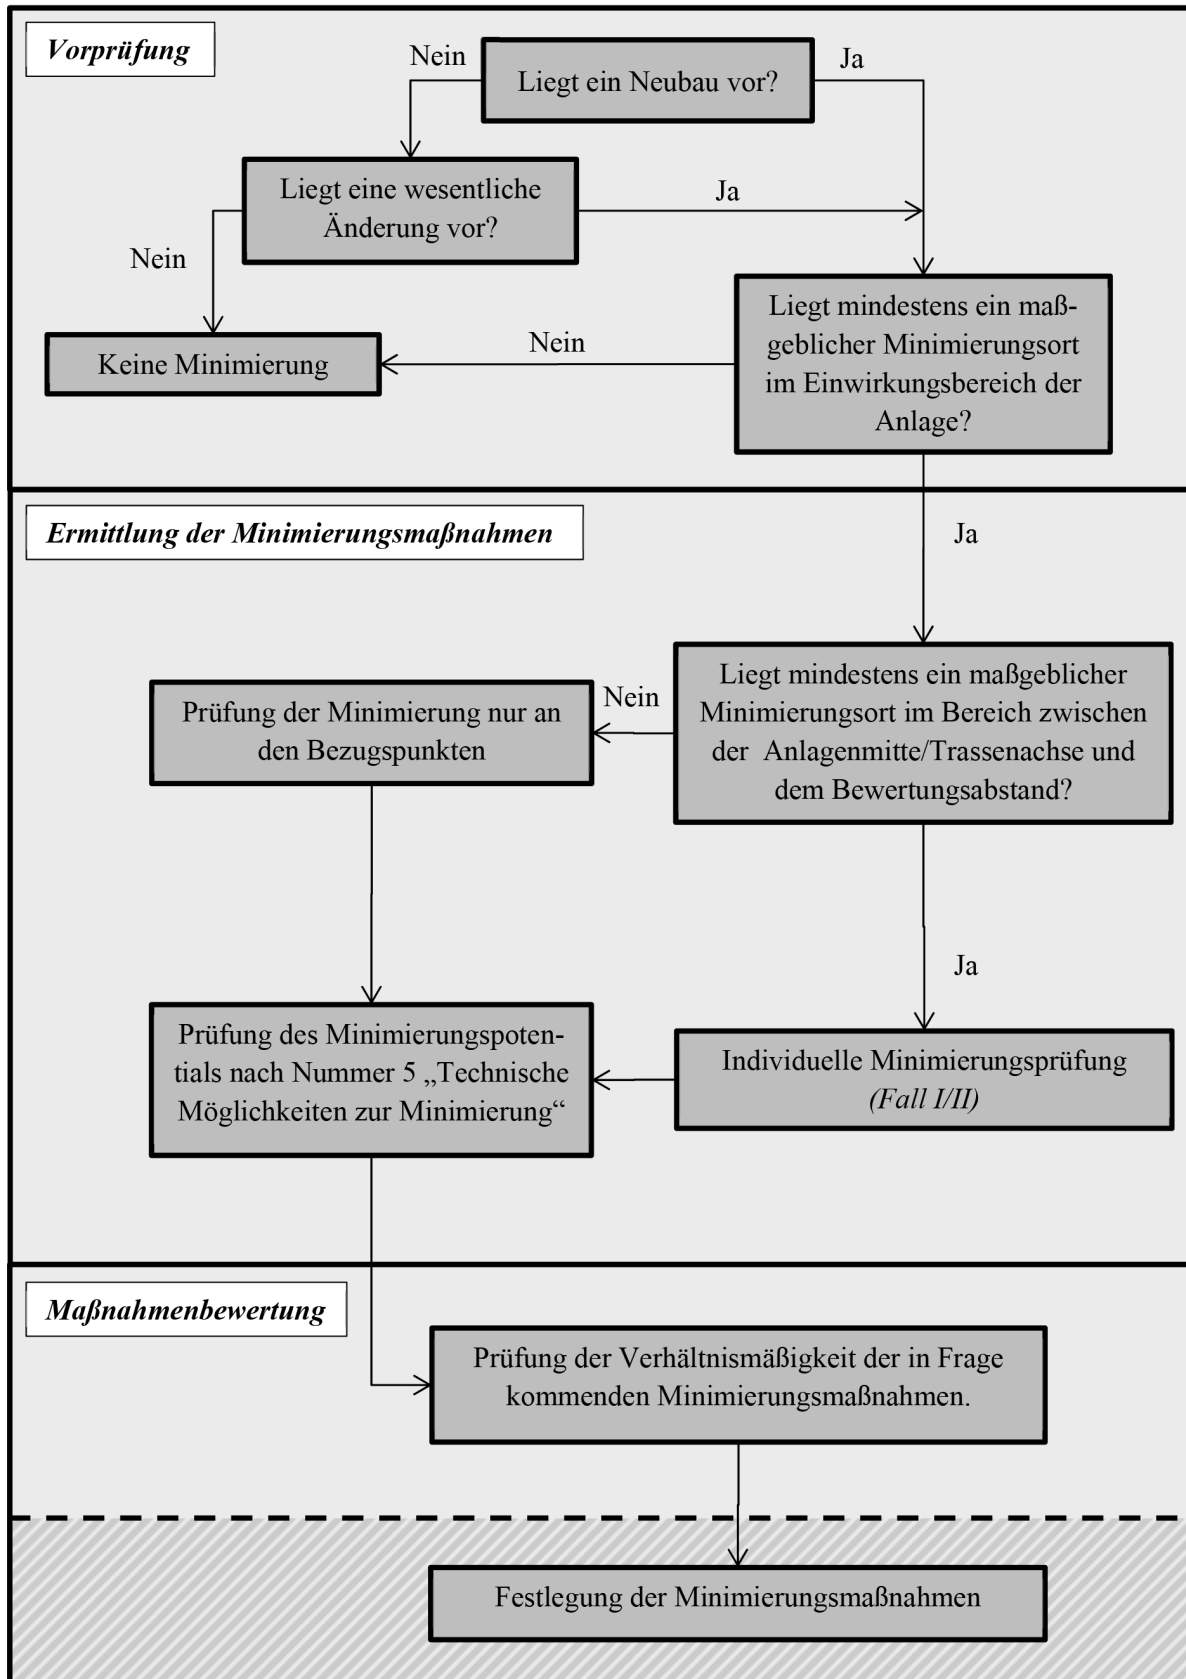 Vorprüfung
Nein
Ja
Liegt ein Neubau vor?
Liegt eine wesentliche
Änderung vor?
Ja
Nein
Liegt mindestens ein maß-
geblicher Minimierungsort
im Einwirkungsbereich der
Anlage?
Nein
Keine Minimierung
Ermittlung der Minimierungsmaßnahmen
Ja
Liegt mindestens ein maßgeblicher
Minimierungsort im Bereich zwischen
der Anlagenmitte/Trassenachse und
dem Bewertungsabstand?
Nein
Prüfung der Minimierung nur an
den Bezugspunkten
Ja
Prüfung des Minimierungspoten-
tials nach Nummer 5 „Technische
Möglichkeiten zur Minimierung“
Individuelle Minimierungsprüfung
(Fall I/II)
Maßnahmenbewertung
Prüfung der Verhältnismäßigkeit der in Frage
kommenden Minimierungsmaßnahmen.
Festlegung der Minimierungsmaßnahmen